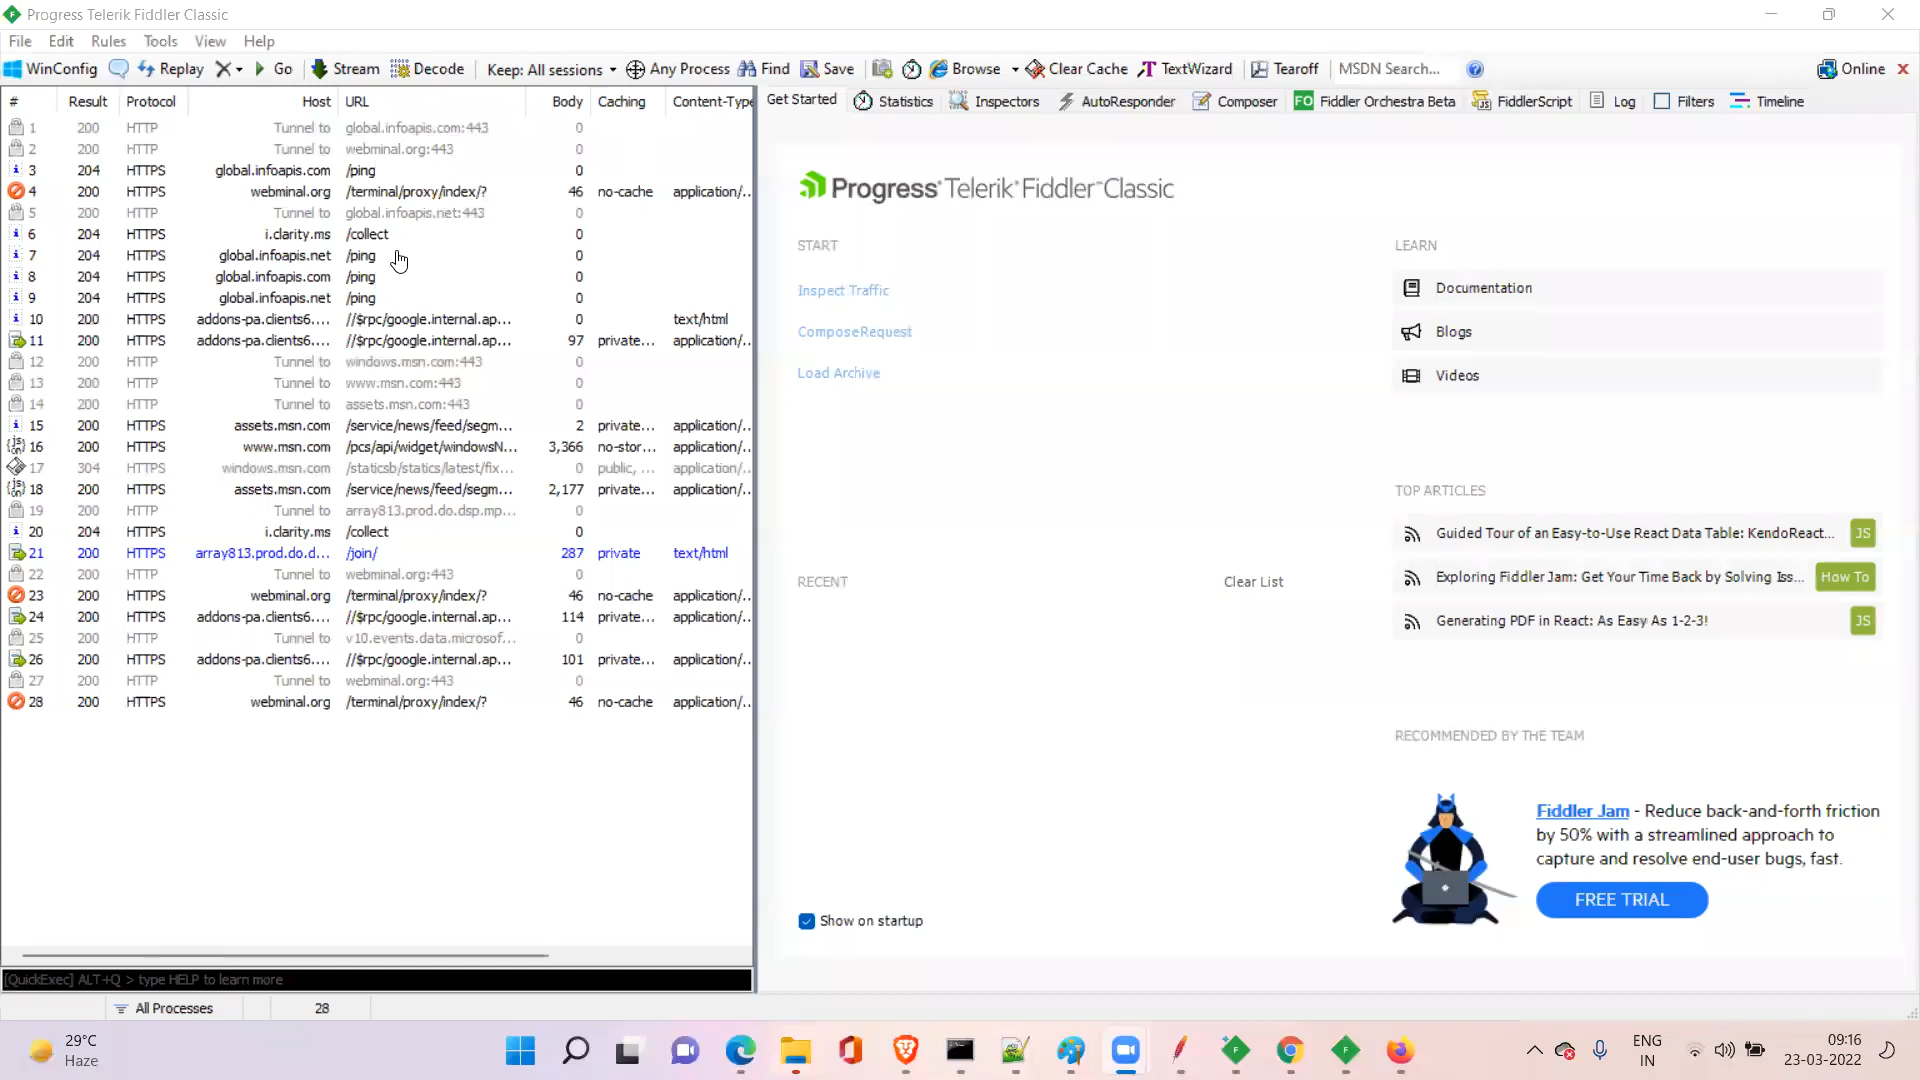 Progress Telerik Fiddler Classic
File Edit Rules Tools View Help
WinConfig Replay Go Stream Decode Keep: All sessions Any Process Find Save Browse Clear Cache TextWizard Tearoff MSDN Search... Online
# Result Protocol Host URL Body Caching Content-Type
1 200 HTTP Tunnel to global.infoapis.com:443 0
2 200 HTTP Tunnel to webminal.org:443 0
3 204 HTTPS global.infoapis.com /ping 0
4 200 HTTPS webminal.org /terminal/proxy/index/? 46 no-cache application/..
5 200 HTTP Tunnel to global.infoapis.net:443 0
6 204 HTTPS i.clarity.ms /collect 0
7 204 HTTPS global.infoapis.net /ping 0
8 204 HTTPS global.infoapis.com /ping 0
9 204 HTTPS global.infoapis.net /ping 0
10 200 HTTPS addons-pa.clients6.... //$rpc/google.internal.ap... 0 text/html
11 200 HTTPS addons-pa.clients6.... //$rpc/google.internal.ap... 97 private... application/..
12 200 HTTP Tunnel to windows.msn.com:443 0
13 200 HTTP Tunnel to www.msn.com:443 0
14 200 HTTP Tunnel to assets.msn.com:443 0
15 200 HTTPS assets.msn.com /service/news/feed/segm... 2 private... application/..
16 200 HTTPS www.msn.com /pcs/api/widget/windowsN... 3,366 no-stor... application/..
17 304 HTTPS windows.msn.com /staticsb/statics/latest/fix... 0 public, ... application/..
18 200 HTTPS assets.msn.com /service/news/feed/segm... 2,177 private... application/..
19 200 HTTP Tunnel to array813.prod.do.dsp.mp... 0
20 204 HTTPS i.clarity.ms /collect 0
21 200 HTTPS array813.prod.do.d... /join/ 287 private text/html
22 200 HTTP Tunnel to webminal.org:443 0
23 200 HTTPS webminal.org /terminal/proxy/index/? 46 no-cache application/..
24 200 HTTPS addons-pa.clients6.... //$rpc/google.internal.ap... 114 private... application/..
25 200 HTTP Tunnel to v10.events.data.microsof... 0
26 200 HTTPS addons-pa.clients6.... //$rpc/google.internal.ap... 101 private... application/..
27 200 HTTP Tunnel to webminal.org:443 0
28 200 HTTPS webminal.org /terminal/proxy/index/? 46 no-cache application/..
[QuickExec] ALT+Q > type HELP to learn more
All Processes 28
Get Started Statistics Inspectors AutoResponder Composer FO Fiddler Orchestra Beta FiddlerScript Log Filters Timeline
Progress Telerik Fiddler Classic
START
Inspect Traffic
Compose Request
Load Archive
RECENT Clear List
Show on startup
LEARN
Documentation
Blogs
Videos
TOP ARTICLES
Guided Tour of an Easy-to-Use React Data Table: KendoReact... JS
Exploring Fiddler Jam: Get Your Time Back by Solving Iss... How To
Generating PDF in React: As Easy As 1-2-3! JS
RECOMMENDED BY THE TEAM
Fiddler Jam - Reduce back-and-forth friction
by 50% with a streamlined approach to
capture and resolve end-user bugs, fast.
FREE TRIAL
29°C
Haze
ENG
IN
09:16
23-03-2022